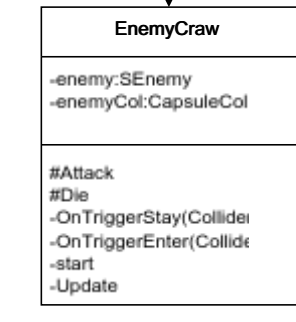 EnemyCraw
-enemy:SEnemy
-enemyCol:CapsuleCol
#Attack
#Die
-OnTriggerStay(Collider
-OnTriggerEnter(Collide
-start
-Update